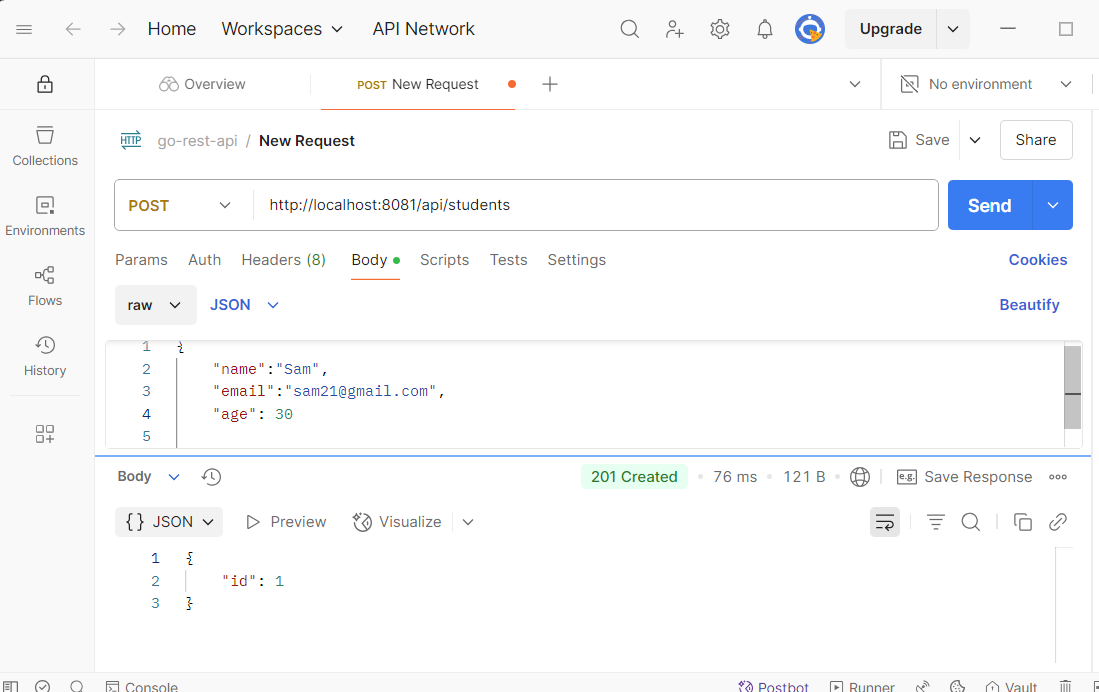 Home Workspaces API Network Upgrade
Overview POST New Request No environment
HTTP go-rest-api / New Request Save Share
Collections
POST http://localhost:8081/api/students Send
Environments
Params Auth Headers (8) Body Scripts Tests Settings Cookies
Flows
raw JSON Beautify
History
1 {
2 "name":"Sam",
3 "email":"sam21@gmail.com",
4 "age": 30
5
Body 201 Created 76 ms 121 B e.g. Save Response
{} JSON Preview Visualize
1 {
2 "id": 1
3 }
Console Postbot Runner Vault